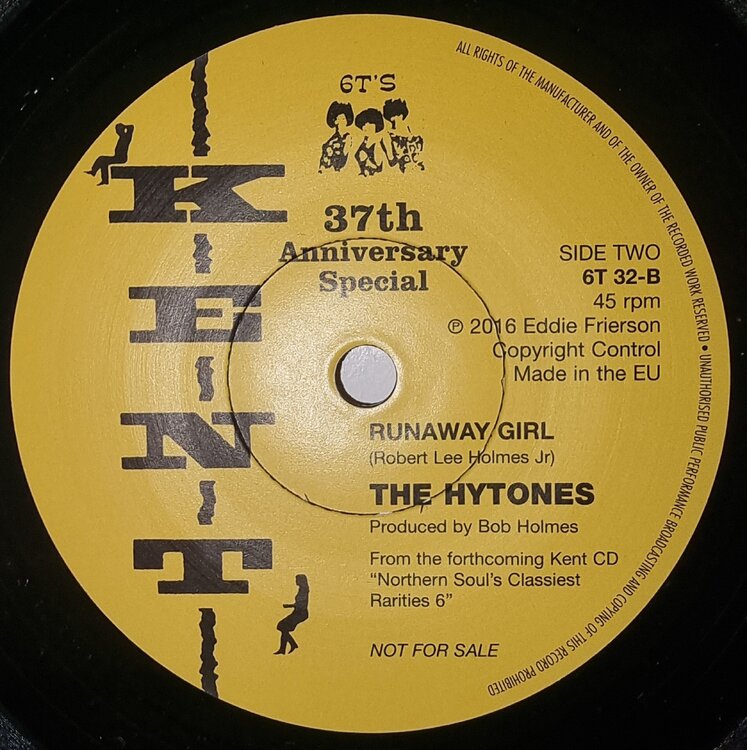 6T'S
37th
Anniversary
Special
KENT
SIDE TWO
6T 32-B
45 rpm
℗ 2016 Eddie Frierson
Copyright Control
Made in the EU
RUNAWAY GIRL
(Robert Lee Holmes Jr)
THE HYTONES
Produced by Bob Holmes
From the forthcoming Kent CD
“Northern Soul’s Classiest
Rarities 6”
NOT FOR SALE
ALL RIGHTS OF THE MANUFACTURER AND OF THE OWNER OF THE RECORDED WORK RESERVED • UNAUTHORISED PUBLIC PERFORMANCE BROADCASTING AND COPYING OF THIS RECORD PROHIBITED